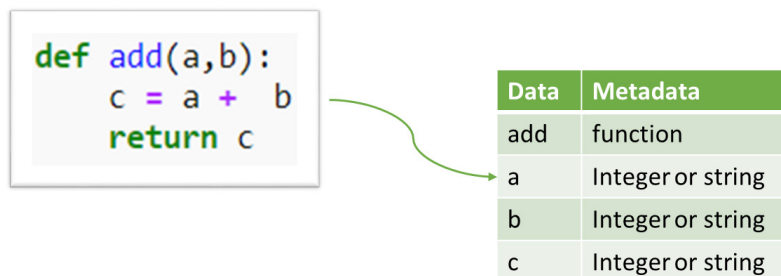 def add(a,b):
c = a + b
return c
Data Metadata
add function
a Integer or string
b Integer or string
c Integer or string